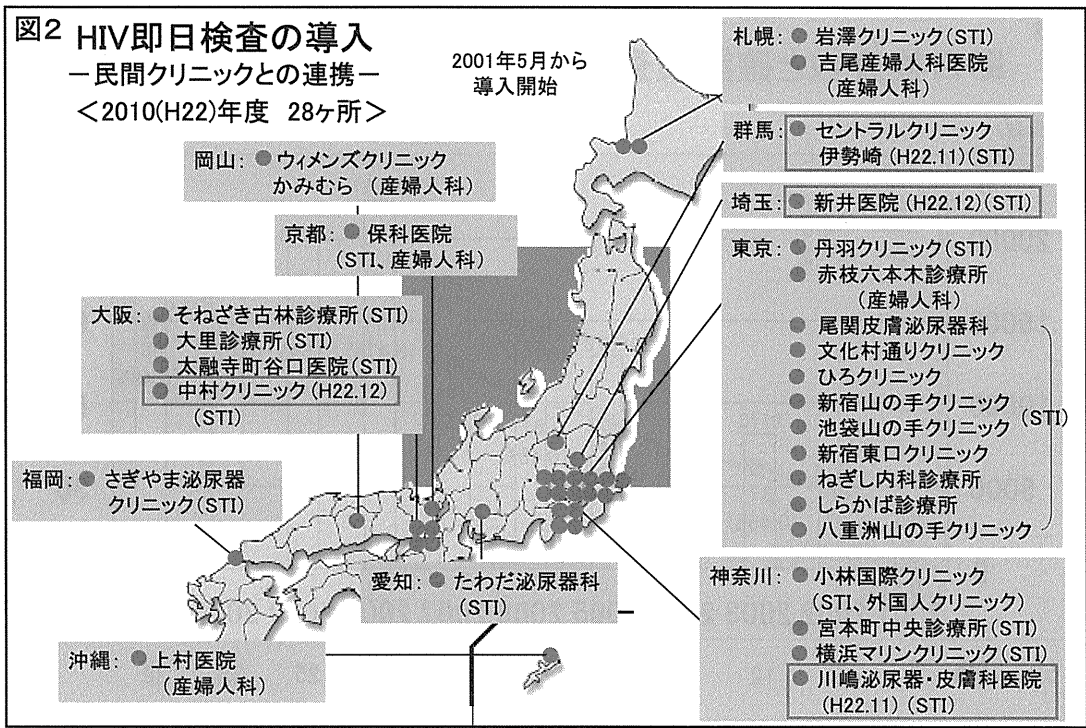 図2 HIV即日検査の導入
－民間クリニックとの連携－
＜2010(H22)年度 28ヶ所＞
2001年5月から
導入開始
札幌： ● 岩澤クリニック(STI)
● 吉尾産婦人科医院
(産婦人科)
群馬： ● セントラルクリニック
伊勢崎 (H22.11)(STI)
埼玉： ● 新井医院 (H22.12)(STI)
東京： ● 丹羽クリニック(STI)
● 赤枝六本木診療所
(産婦人科)
● 尾関皮膚泌尿器科
● 文化村通りクリニック
● ひろクリニック
● 新宿山の手クリニック
(STI)
● 池袋山の手クリニック
● 新宿東口クリニック
● ねぎし内科診療所
● しらかば診療所
● 八重洲山の手クリニック
神奈川： ● 小林国際クリニック
(STI、外国人クリニック)
● 宮本町中央診療所(STI)
● 横浜マリンクリニック(STI)
● 川嶋泌尿器・皮膚科医院
(H22.11) (STI)
岡山： ● ウィメンズクリニック
かみむら (産婦人科)
京都： ● 保科医院
(STI、産婦人科)
大阪： ● そねざき古林診療所(STI)
● 大里診療所(STI)
● 太融寺町谷口医院(STI)
● 中村クリニック(H22.12)
(STI)
福岡： ● さぎやま泌尿器
クリニック(STI)
愛知： ● たわだ泌尿器科
(STI)
沖縄： ● 上村医院
(産婦人科)